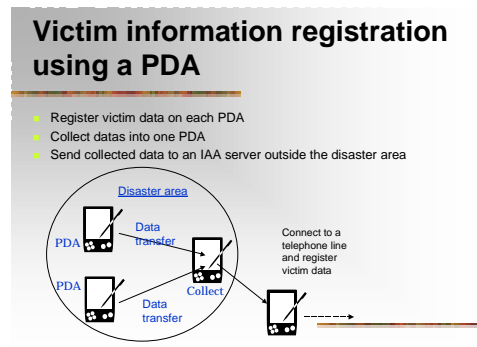 Victim information registration
using a PDA
Register victim data on each PDA
Collect datas into one PDA
Send collected data to an IAA server outside the disaster area
Disaster area
PDA
Data
transfer
PDA
Data
transfer
Collect
Connect to a
telephone line
and register
victim data